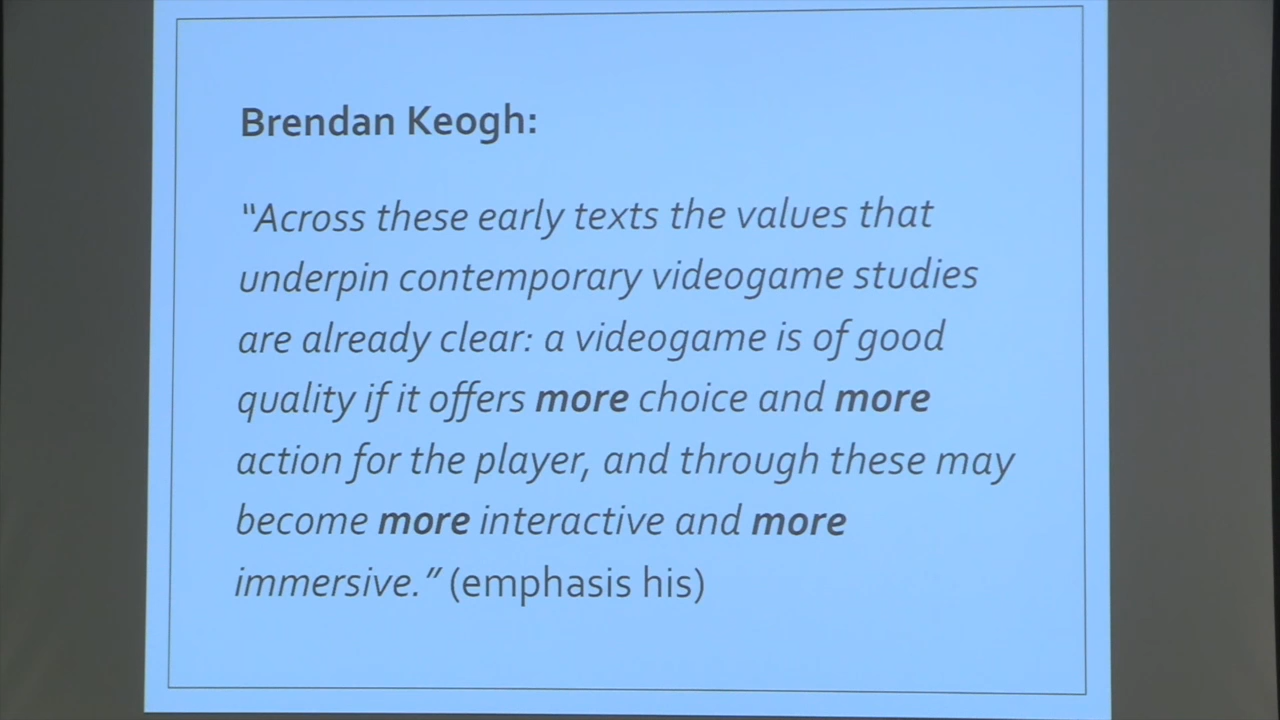 Brendan Keogh:
“Across these early texts the values that
underpin contemporary videogame studies
are already clear: a videogame is of good
quality if it offers more choice and more
action for the player, and through these may
become more interactive and more
immersive.” (emphasis his)